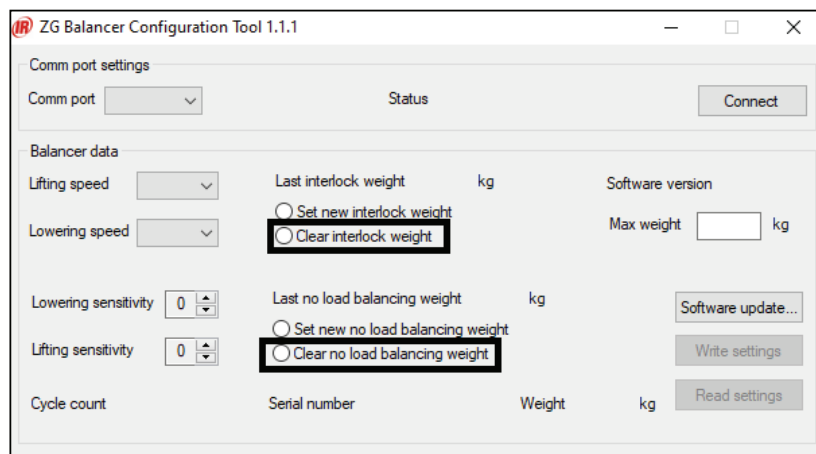 IR ZG Balancer Configuration Tool 1.1.1
Comm port settings
Comm port Status Connect
Balancer data
Lifting speed Last interlock weight kg Software version
Set new interlock weight
Lowering speed Clear interlock weight Max weight kg
Lowering sensitivity 0 Last no load balancing weight kg Software update...
Set new no load balancing weight
Lifting sensitivity 0 Clear no load balancing weight Write settings
Cycle count Serial number Weight kg Read settings